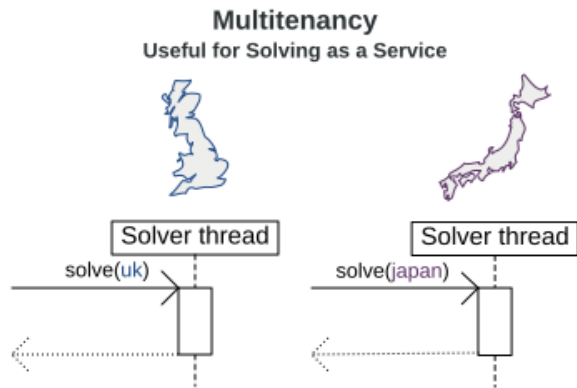 Multitenancy
Useful for Solving as a Service
Solver thread
solve(uk)
Solver thread
solve(japan)